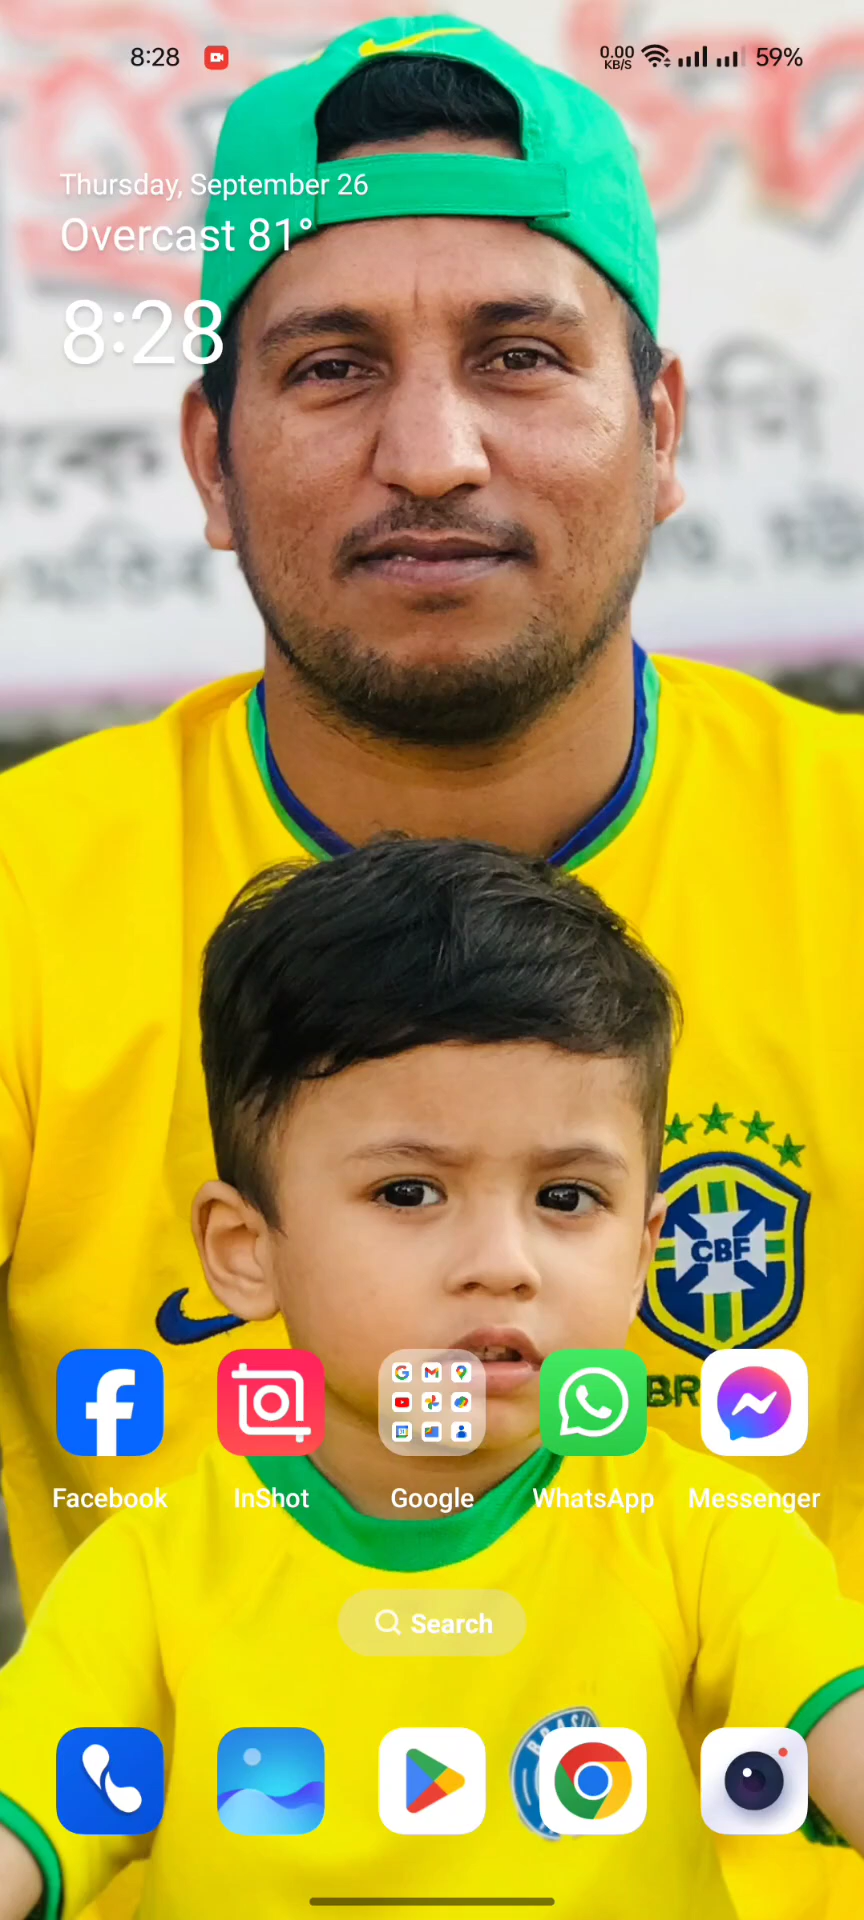 8:28
0.00
KB/S
59%
Thursday, September 26
Overcast 81°
8:28
CBF
BR
Facebook
InShot
Google
WhatsApp
Messenger
Search
BRASIL